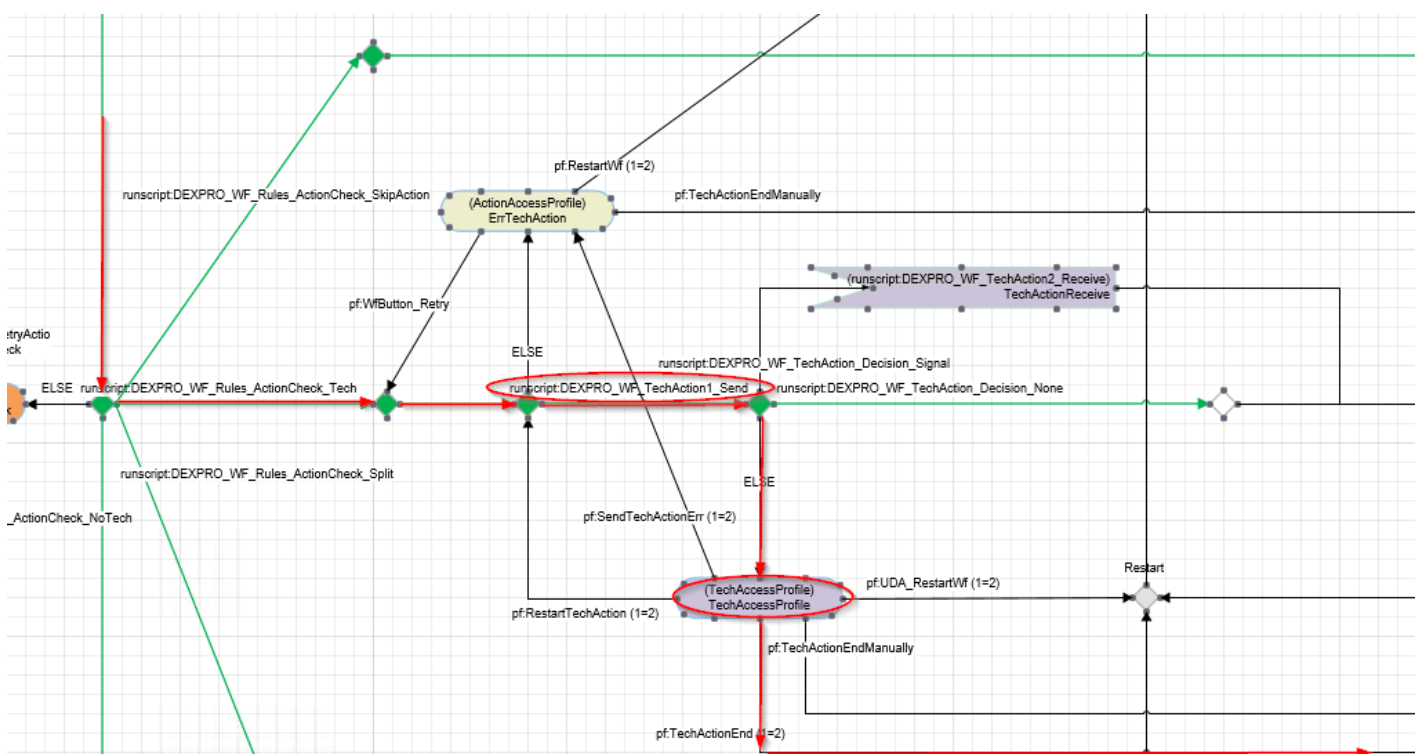 pf:RestartWf (1=2)
runscript:DEXPRO_WF_Rules_ActionCheck_SkipAction
pf:TechActionEndManually
(ActionAccessProfile)
ErrTechAction
(runscript:DEXPRO_WF_TechAction2_Receive)
TechActionReceive
pf:WfButton_Retry
etryActio
eck
ELSE
runscript:DEXPRO_WF_TechAction_Decision_Signal
ELSE
runscript:DEXPRO_WF_Rules_ActionCheck_Tech
runscript:DEXPRO_WF_TechAction1_Send
runscript:DEXPRO_WF_TechAction_Decision_None
runscript:DEXPRO_WF_Rules_ActionCheck_Split
ELSE
_ActionCheck_NoTech
pf:SendTechActionErr (1=2)
Restart
(TechAccessProfile)
TechAccessProfile
pf:UDA_RestartWf (1=2)
pf:RestartTechAction (1=2)
pf:TechActionEndManually
pf:TechActionEnd (1=2)